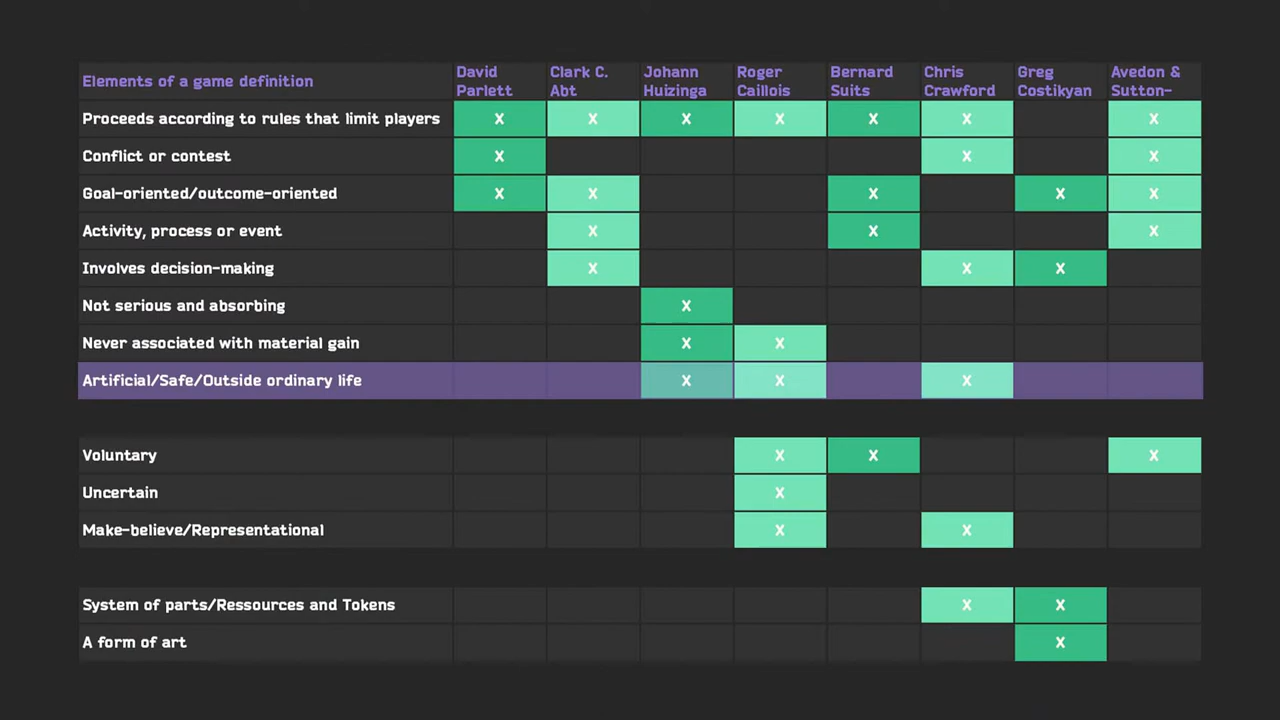 Elements of a game definition David Parlett Clark C. Abt Johann Huizinga Roger Caillois Bernard Suits Chris Crawford Greg Costikyan Avedon & Sutton-
Proceeds according to rules that limit players X X X X X X X
Conflict or contest X X X
Goal-oriented/outcome-oriented X X X X X
Activity, process or event X X X
Involves decision-making X X X
Not serious and absorbing X
Never associated with material gain X X
Artificial/Safe/Outside ordinary life X X X
Voluntary X X X
Uncertain X
Make-believe/Representational X X
System of parts/Ressources and Tokens X X
A form of art X